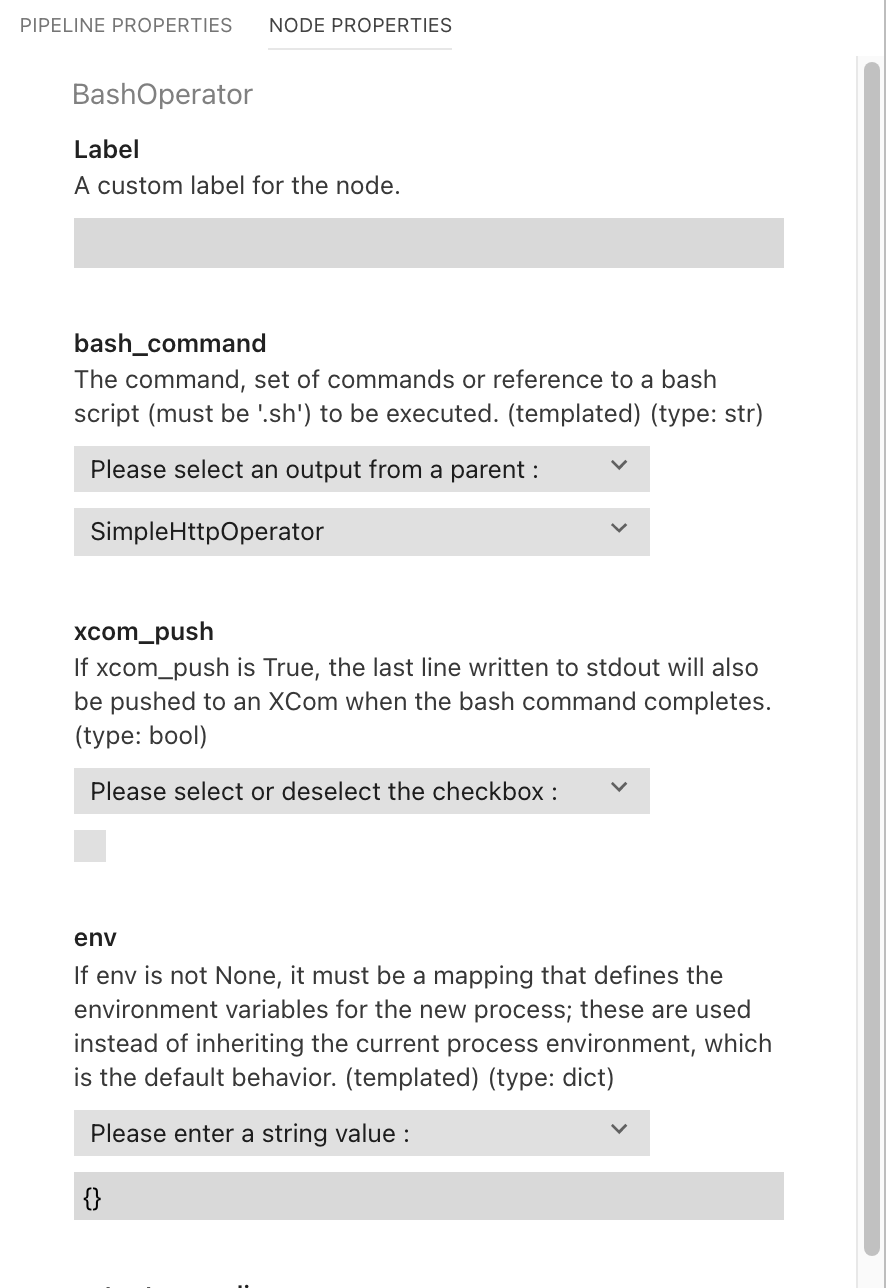 PIPELINE PROPERTIES NODE PROPERTIES
BashOperator
Label
A custom label for the node.
bash_command
The command, set of commands or reference to a bash
script (must be '.sh') to be executed. (templated) (type: str)
Please select an output from a parent :
SimpleHttpOperator
xcom_push
If xcom_push is True, the last line written to stdout will also
be pushed to an XCom when the bash command completes.
(type: bool)
Please select or deselect the checkbox :
env
If env is not None, it must be a mapping that defines the
environment variables for the new process; these are used
instead of inheriting the current process environment, which
is the default behavior. (templated) (type: dict)
Please enter a string value :
{}